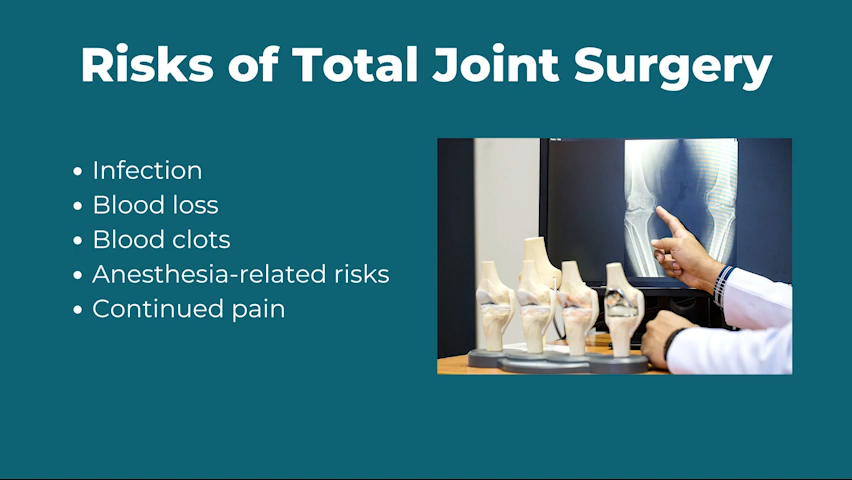 Risks of Total Joint Surgery
• Infection
• Blood loss
• Blood clots
• Anesthesia-related risks
• Continued pain